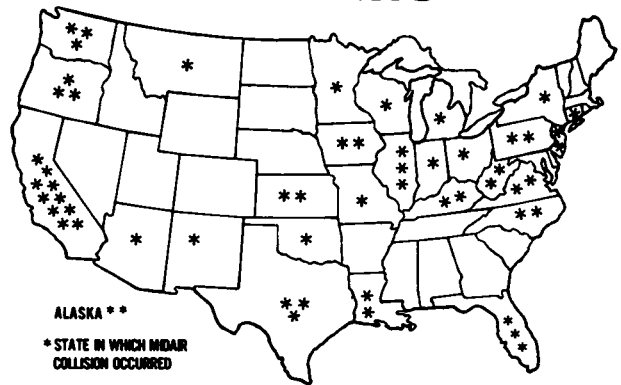 ALASKA * *
* STATE IN WHICH MIDAIR
COLLISION OCCURRED